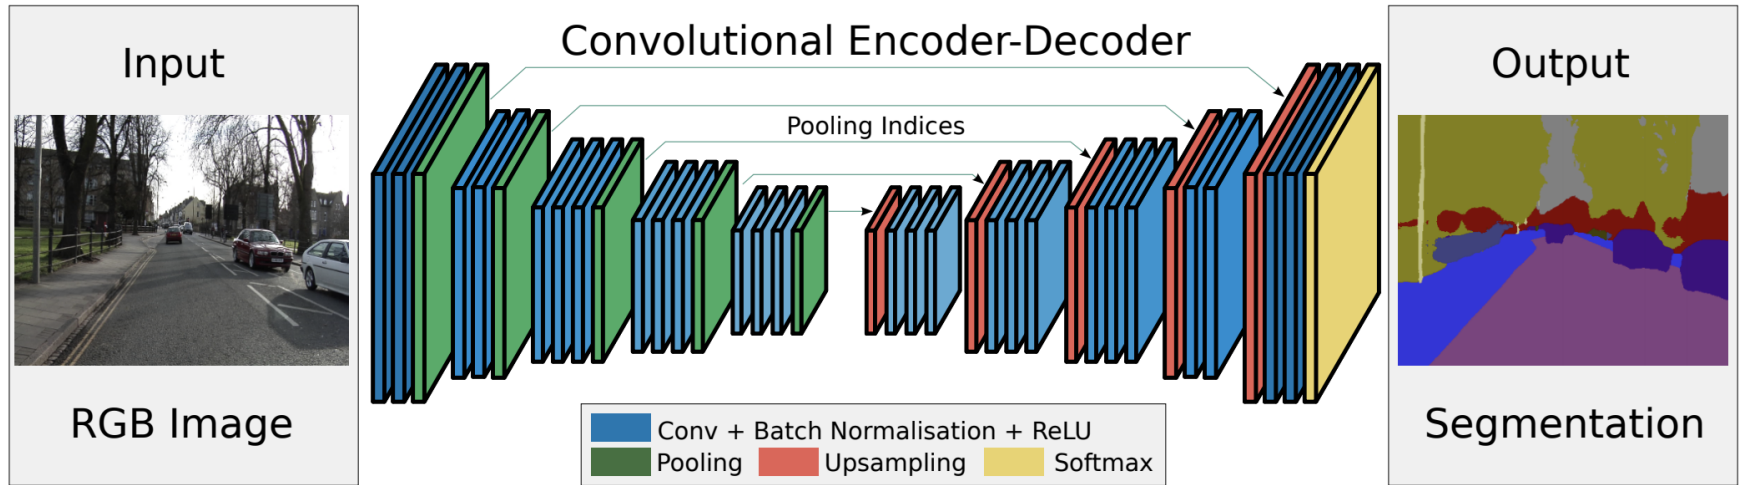 Input
RGB Image
Convolutional Encoder-Decoder
Pooling Indices
Conv + Batch Normalisation + ReLU
Pooling Upsampling Softmax
Output
Segmentation